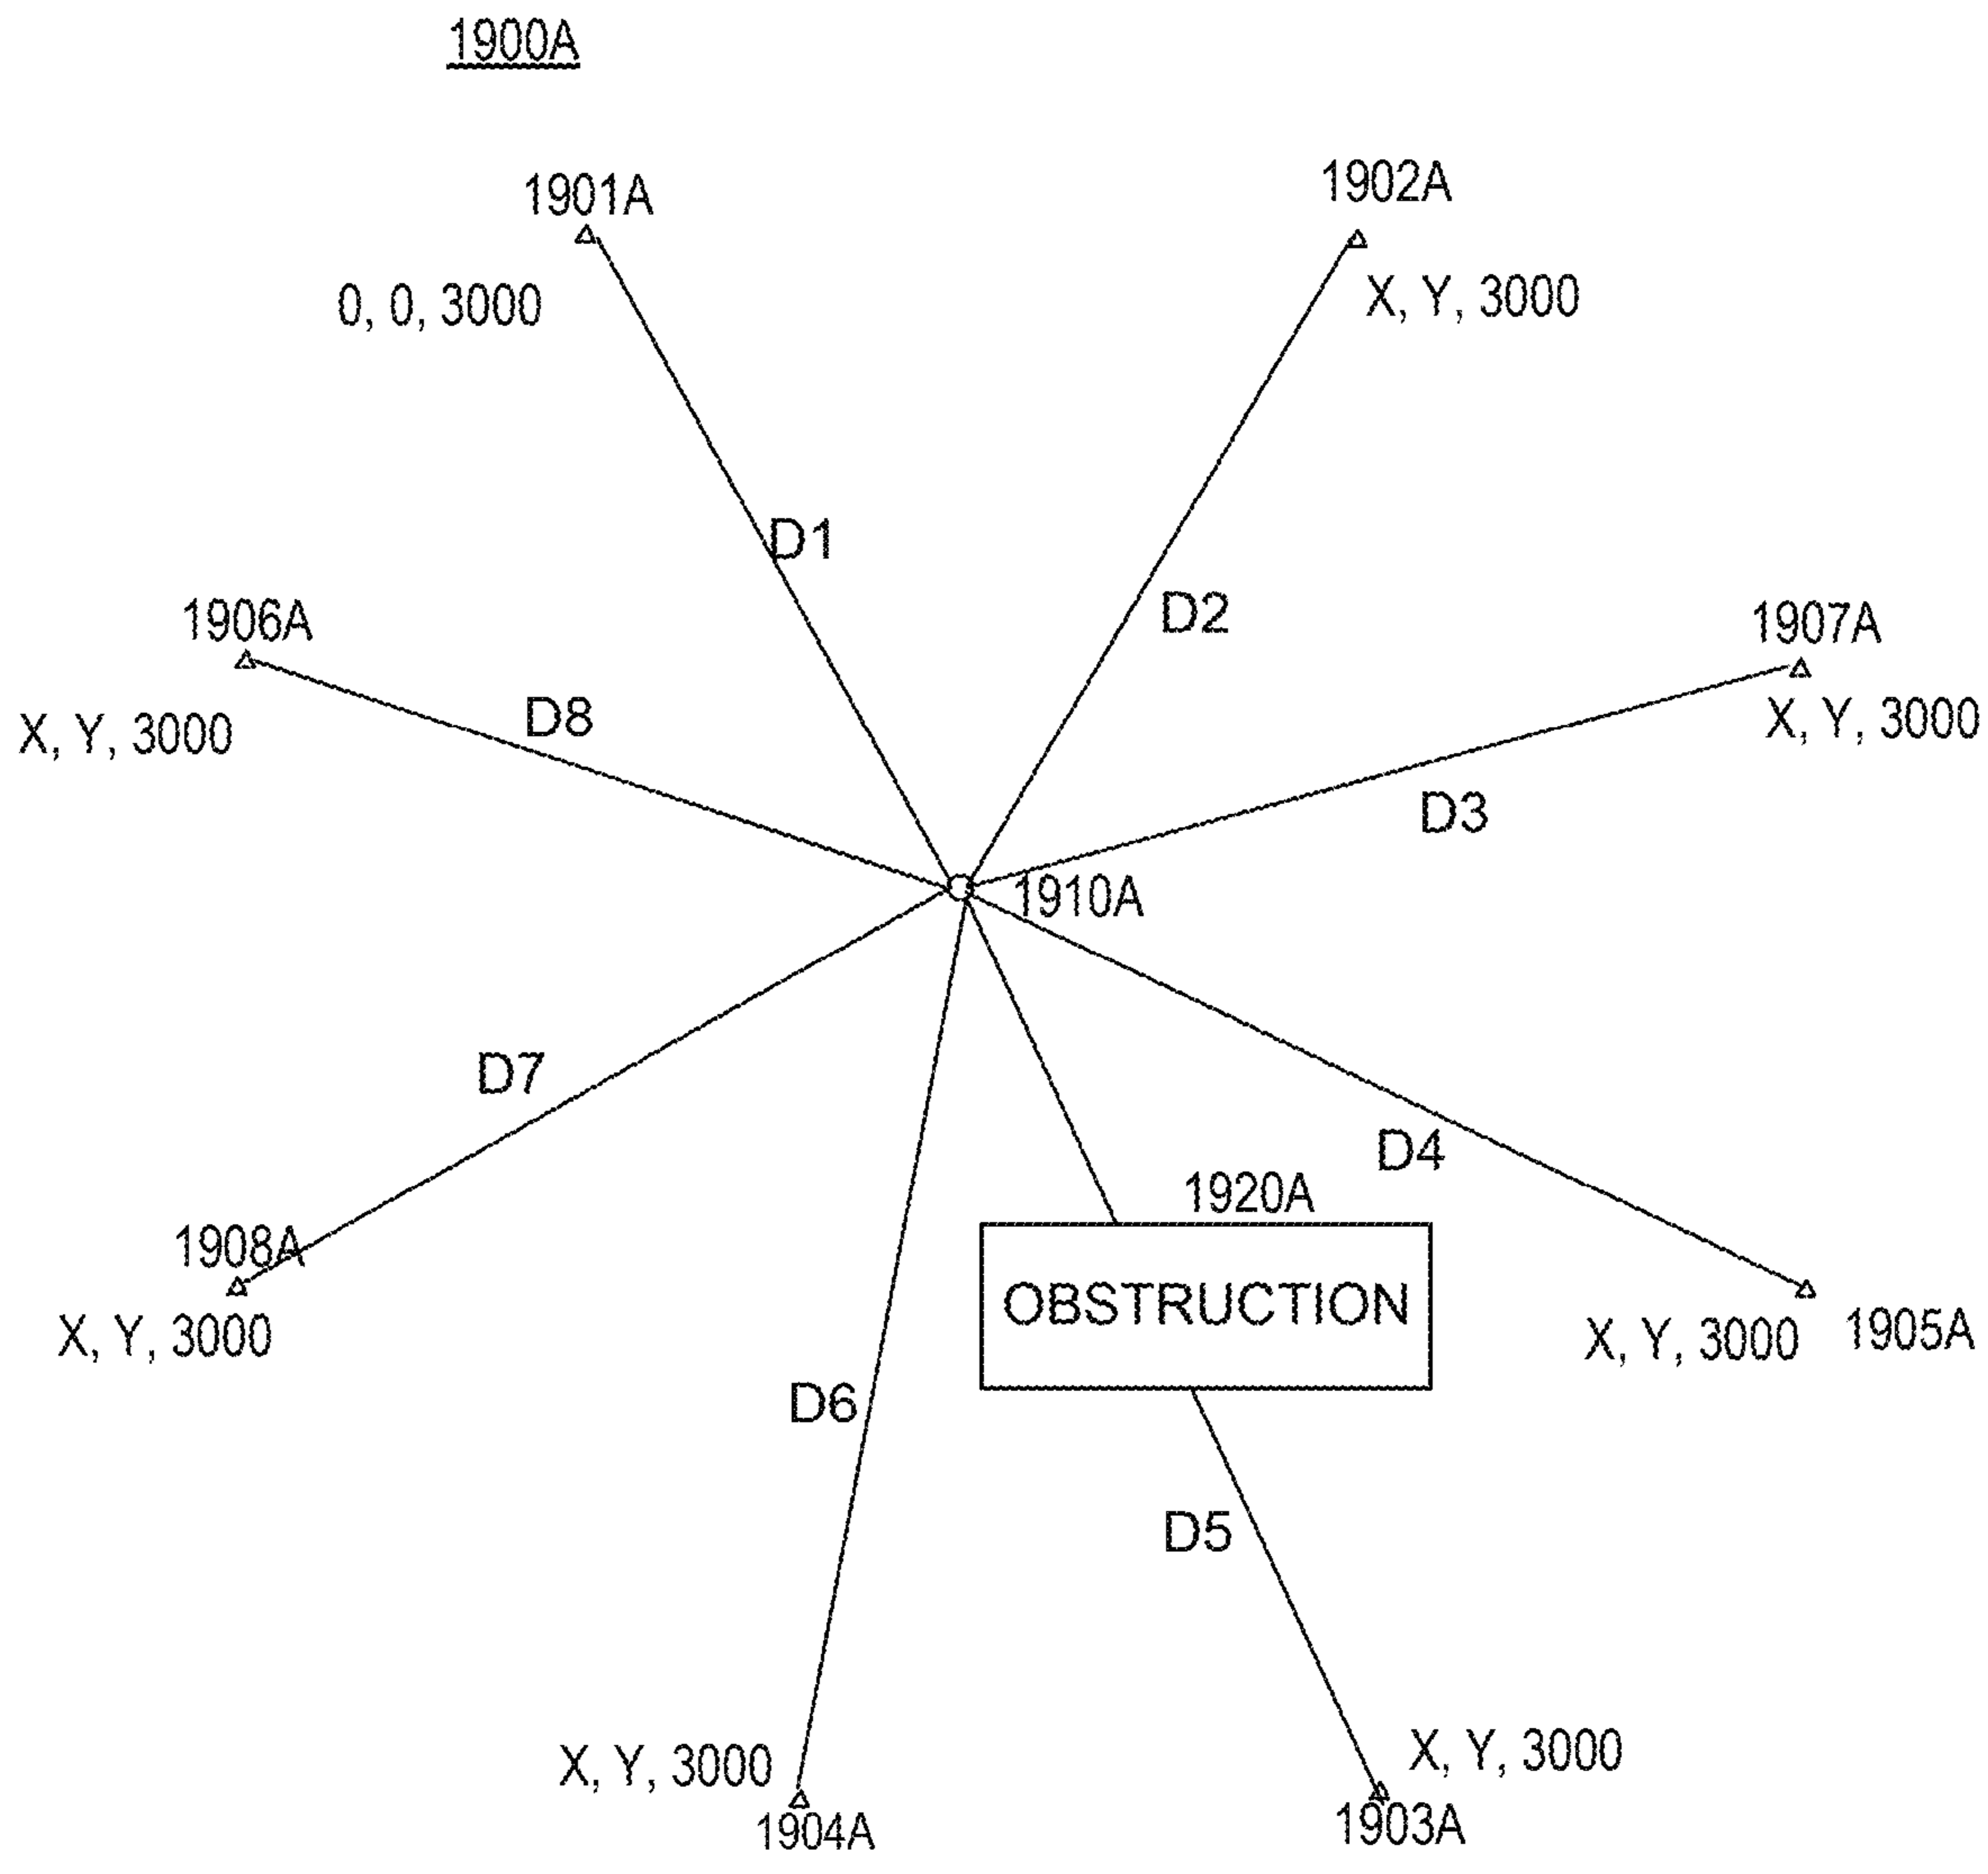 1900A
1901A
1902A
0, 0, 3000
X, Y, 3000
D1
D2
1906A
1907A
X, Y, 3000
D8
X, Y, 3000
D3
1910A
D7
D4
1920A
1908A
OBSTRUCTION
X, Y, 3000
X, Y, 3000
1905A
D6
D5
X, Y, 3000
X, Y, 3000
1904A
1903A